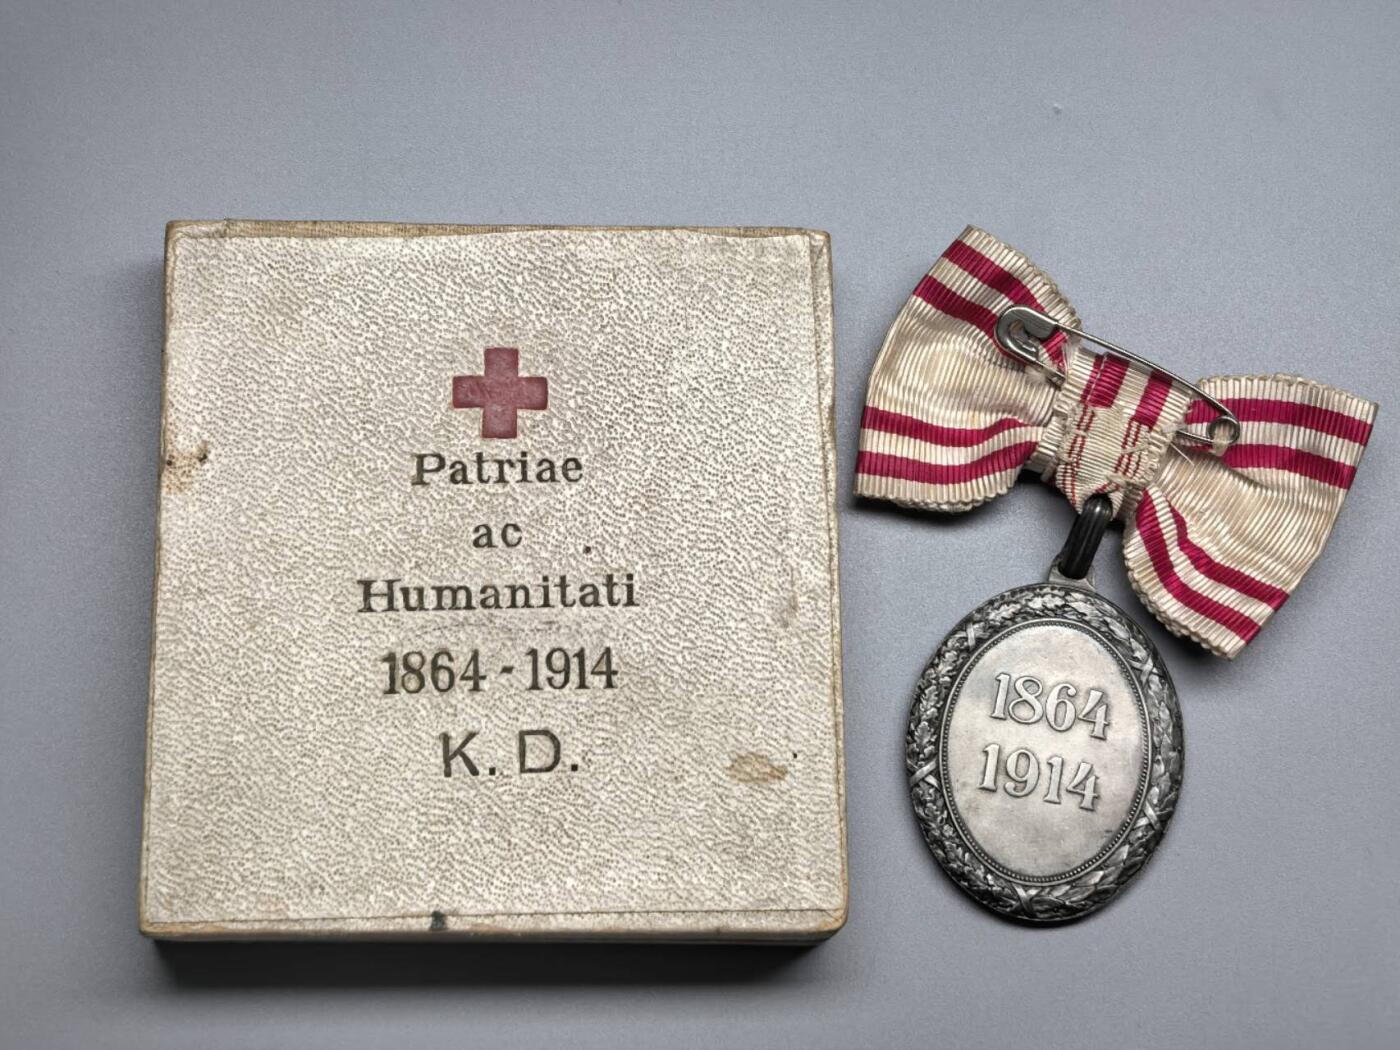 Patriae
ac
Humanitati
1864-1914
K. D.
1864
1914